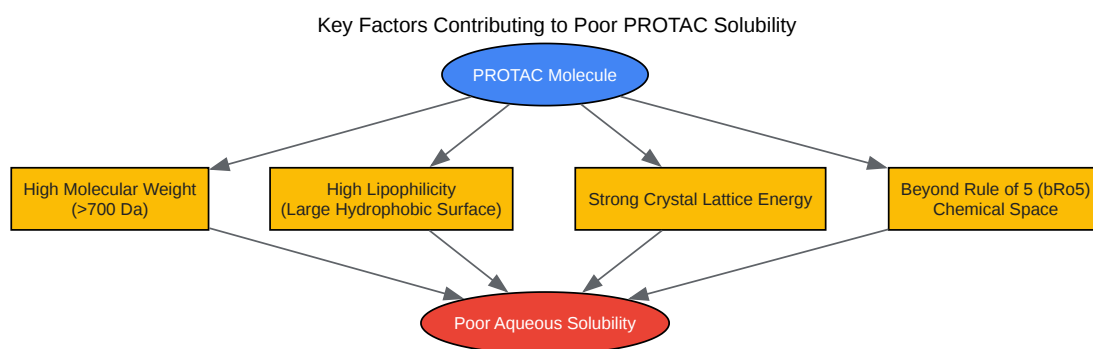 Key Factors Contributing to Poor PROTAC Solubility
PROTAC Molecule
High Molecular Weight
(>700 Da)
High Lipophilicity
(Large Hydrophobic Surface)
Strong Crystal Lattice Energy
Beyond Rule of 5 (bRo5)
Chemical Space
Poor Aqueous Solubility